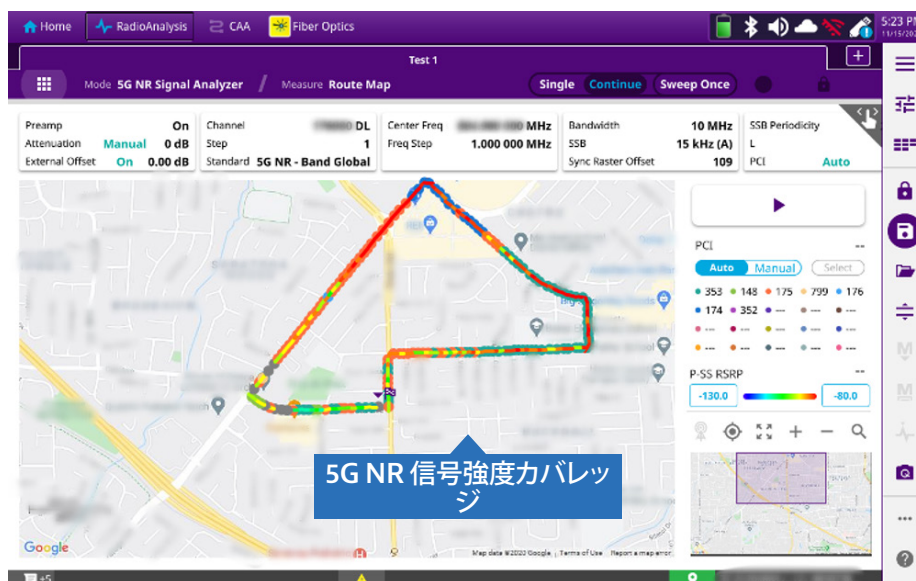 Home RadioAnalysis CAA Fiber Optics
5:23 PM
Test 1
Mode 5G NR Signal Analyzer / Measure Route Map
Single Continue Sweep Once
Preamp On
Attenuation Manual 0 dB
External Offset On 0.00 dB
Channel DL
Step 1
Standard 5G NR - Band Global
Center Freq MHz
Freq Step 1.000 000 MHz
Bandwidth 10 MHz
SSB 15 kHz (A)
Sync Raster Offset 109
SSB Periodicity
L
PCI Auto
PCI --
Auto Manual Select
353 148 175 799 176
174 352 --- --- ---
--- --- --- --- ---
--- --- --- --- ---
P-SS RSRP --
-130.0 -80.0
M
M
5G NR 信号強度カバレッ
ジ
Google
Map data ©2020 Google Terms of Use Report a map error
+5